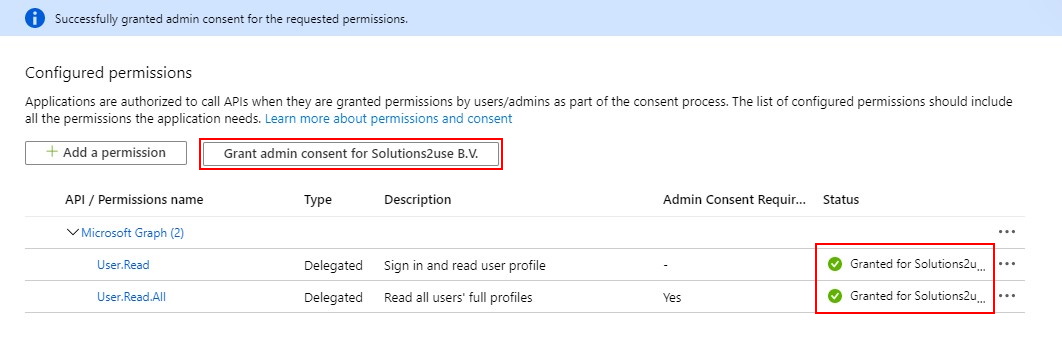 Successfully granted admin consent for the requested permissions.
Configured permissions
Applications are authorized to call APIs when they are granted permissions by users/admins as part of the consent process. The list of configured permissions should include
all the permissions the application needs. Learn more about permissions and consent
+ Add a permission Grant admin consent for Solutions2use B.V.
API / Permissions name Type Description Admin Consent Requir... Status
Microsoft Graph (2) ...
User.Read Delegated Sign in and read user profile - Granted for Solutions2u... ...
User.Read.All Delegated Read all users' full profiles Yes Granted for Solutions2u... ...